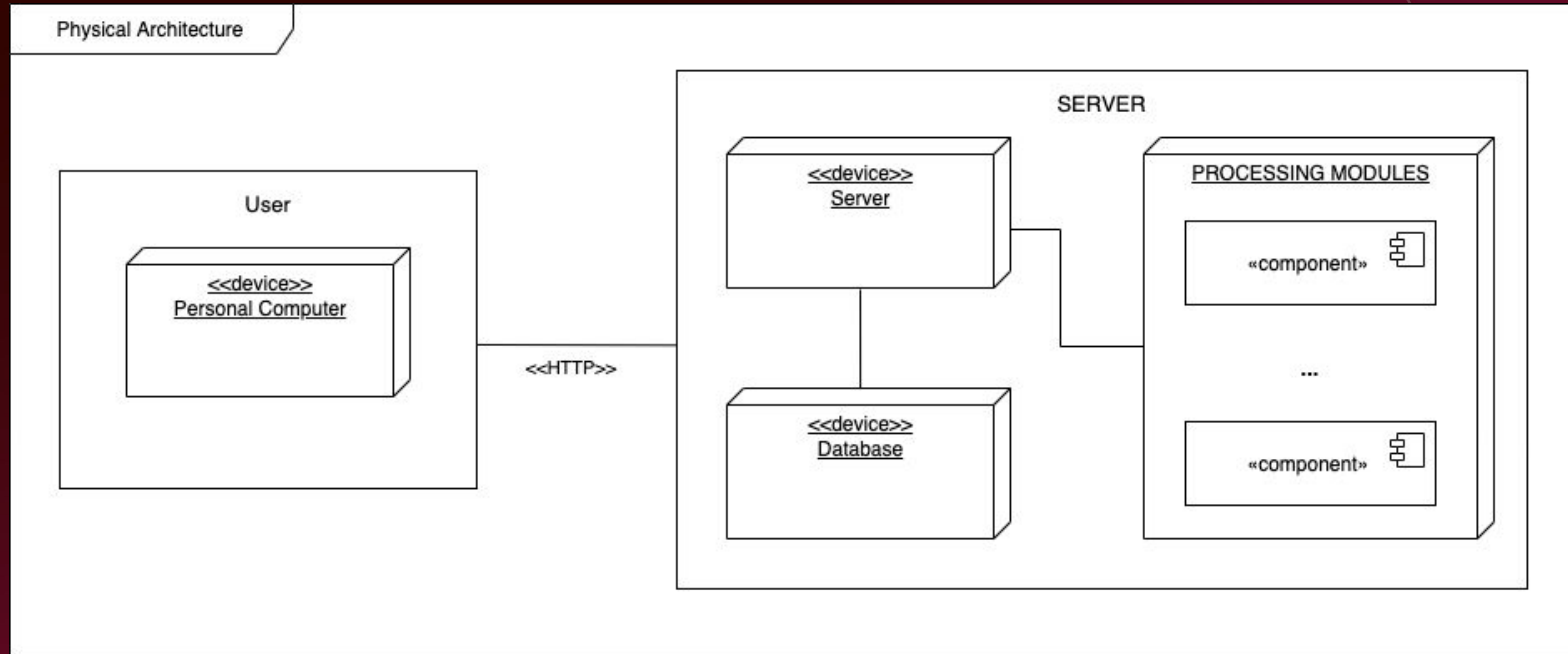 Physical Architecture
User
<<device>>
Personal Computer
<<HTTP>>
SERVER
<<device>>
Server
<<device>>
Database
PROCESSING MODULES
«component»
...
«component»